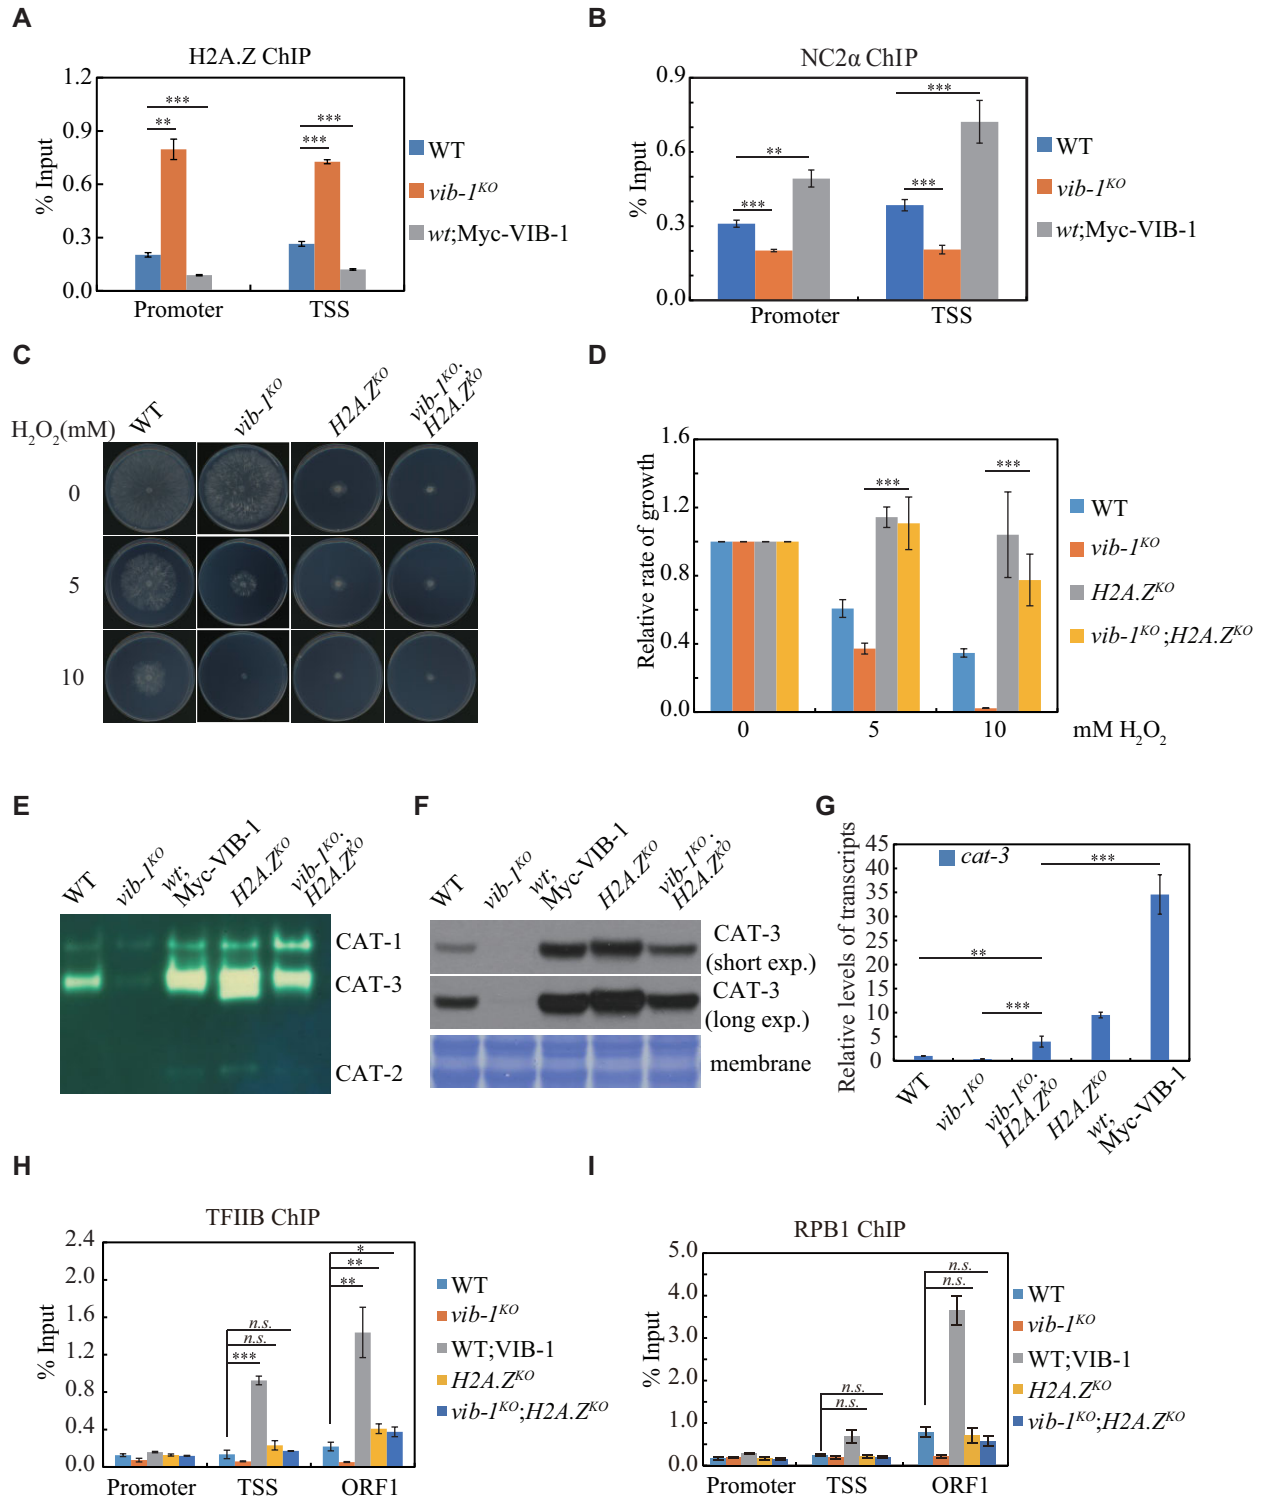 A
H2A.Z ChIP
% Input
1.2
0.9
0.6
0.3
0.0
***
**
***
***
Promoter
TSS
WT
vib-1KO
wt;Myc-VIB-1
B
NC2α ChIP
% Input
0.9
0.6
0.3
0.0
**
***
***
***
Promoter
TSS
WT
vib-1KO
wt;Myc-VIB-1
C
H2O2(mM)
WT
vib-1KO
H2A.ZKO
vib-1KO;
H2A.ZKO
0
5
10
D
Relative rate of growth
1.6
1.2
0.8
0.4
0.0
***
***
0
5
10
mM H2O2
WT
vib-1KO
H2A.ZKO
vib-1KO;H2A.ZKO
E
WT
vib-1KO
wt;
Myc-VIB-1
H2A.ZKO
vib-1KO;
H2A.ZKO
CAT-1
CAT-3
CAT-2
F
WT
vib-1KO
wt;
Myc-VIB-1
H2A.ZKO
vib-1KO;
H2A.ZKO
CAT-3
(short exp.)
CAT-3
(long exp.)
membrane
G
Relative levels of transcripts
45
40
35
30
25
20
15
10
5
0
cat-3
***
**
***
WT
vib-1KO
vib-1KO;
H2A.ZKO
H2A.ZKO
wt;
Myc-VIB-1
H
TFIIB ChIP
% Input
2.4
2.0
1.6
1.2
0.8
0.4
0.0
n.s.
n.s.
***
*
**
**
Promoter
TSS
ORF1
WT
vib-1KO
WT;VIB-1
H2A.ZKO
vib-1KO;H2A.ZKO
I
RPB1 ChIP
% Input
5.0
4.0
3.0
2.0
1.0
0.0
n.s.
n.s.
n.s.
n.s.
Promoter
TSS
ORF1
WT
vib-1KO
WT;VIB-1
H2A.ZKO
vib-1KO;H2A.ZKO